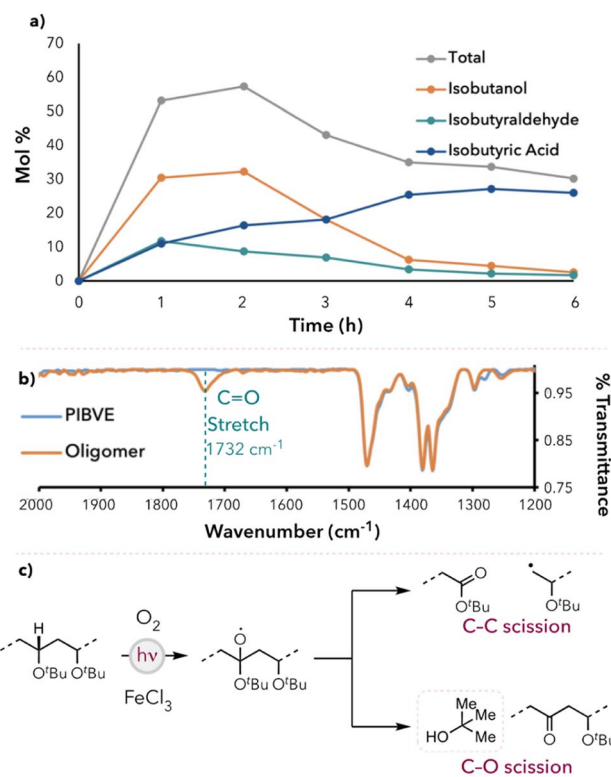 a)
70
60
50
40
30
20
10
0
Mol %
0 1 2 3 4 5 6
Time (h)
Total
Isobutanol
Isobutyraldehyde
Isobutyric Acid
b)
PIBVE
Oligomer
C=O
Stretch
1732 cm⁻¹
0.95
0.85
0.75
% Transmittance
2000 1900 1800 1700 1600 1500 1400 1300 1200
Wavenumber (cm⁻¹)
c)
H
OᵗBu OᵗBu
O₂
hν
FeCl₃
O
OᵗBu OᵗBu
O
OᵗBu
OᵗBu
C–C scission
Me
Me
Me
HO
O
OᵗBu
C–O scission